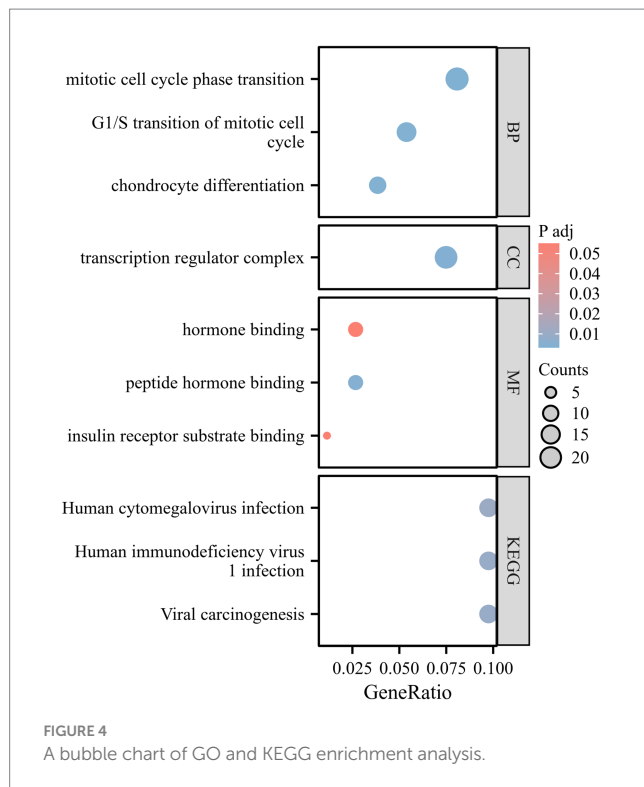 mitotic cell cycle phase transition
G1/S transition of mitotic cell
cycle
chondrocyte differentiation
BP
transcription regulator complex
CC
hormone binding
peptide hormone binding
insulin receptor substrate binding
MF
Human cytomegalovirus infection
Human immunodeficiency virus
1 infection
Viral carcinogenesis
KEGG
0.025 0.050 0.075 0.100
GeneRatio
P adj
0.05
0.04
0.03
0.02
0.01
Counts
5
10
15
20
FIGURE 4
A bubble chart of GO and KEGG enrichment analysis.